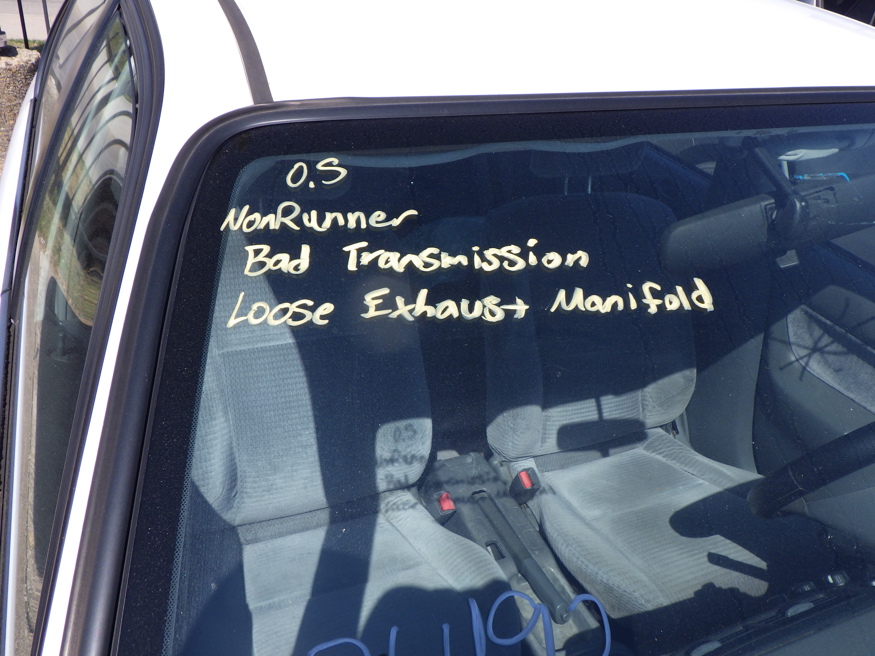 O.S
NonRunner
Bad Transmission
Loose Exhaust Manifold